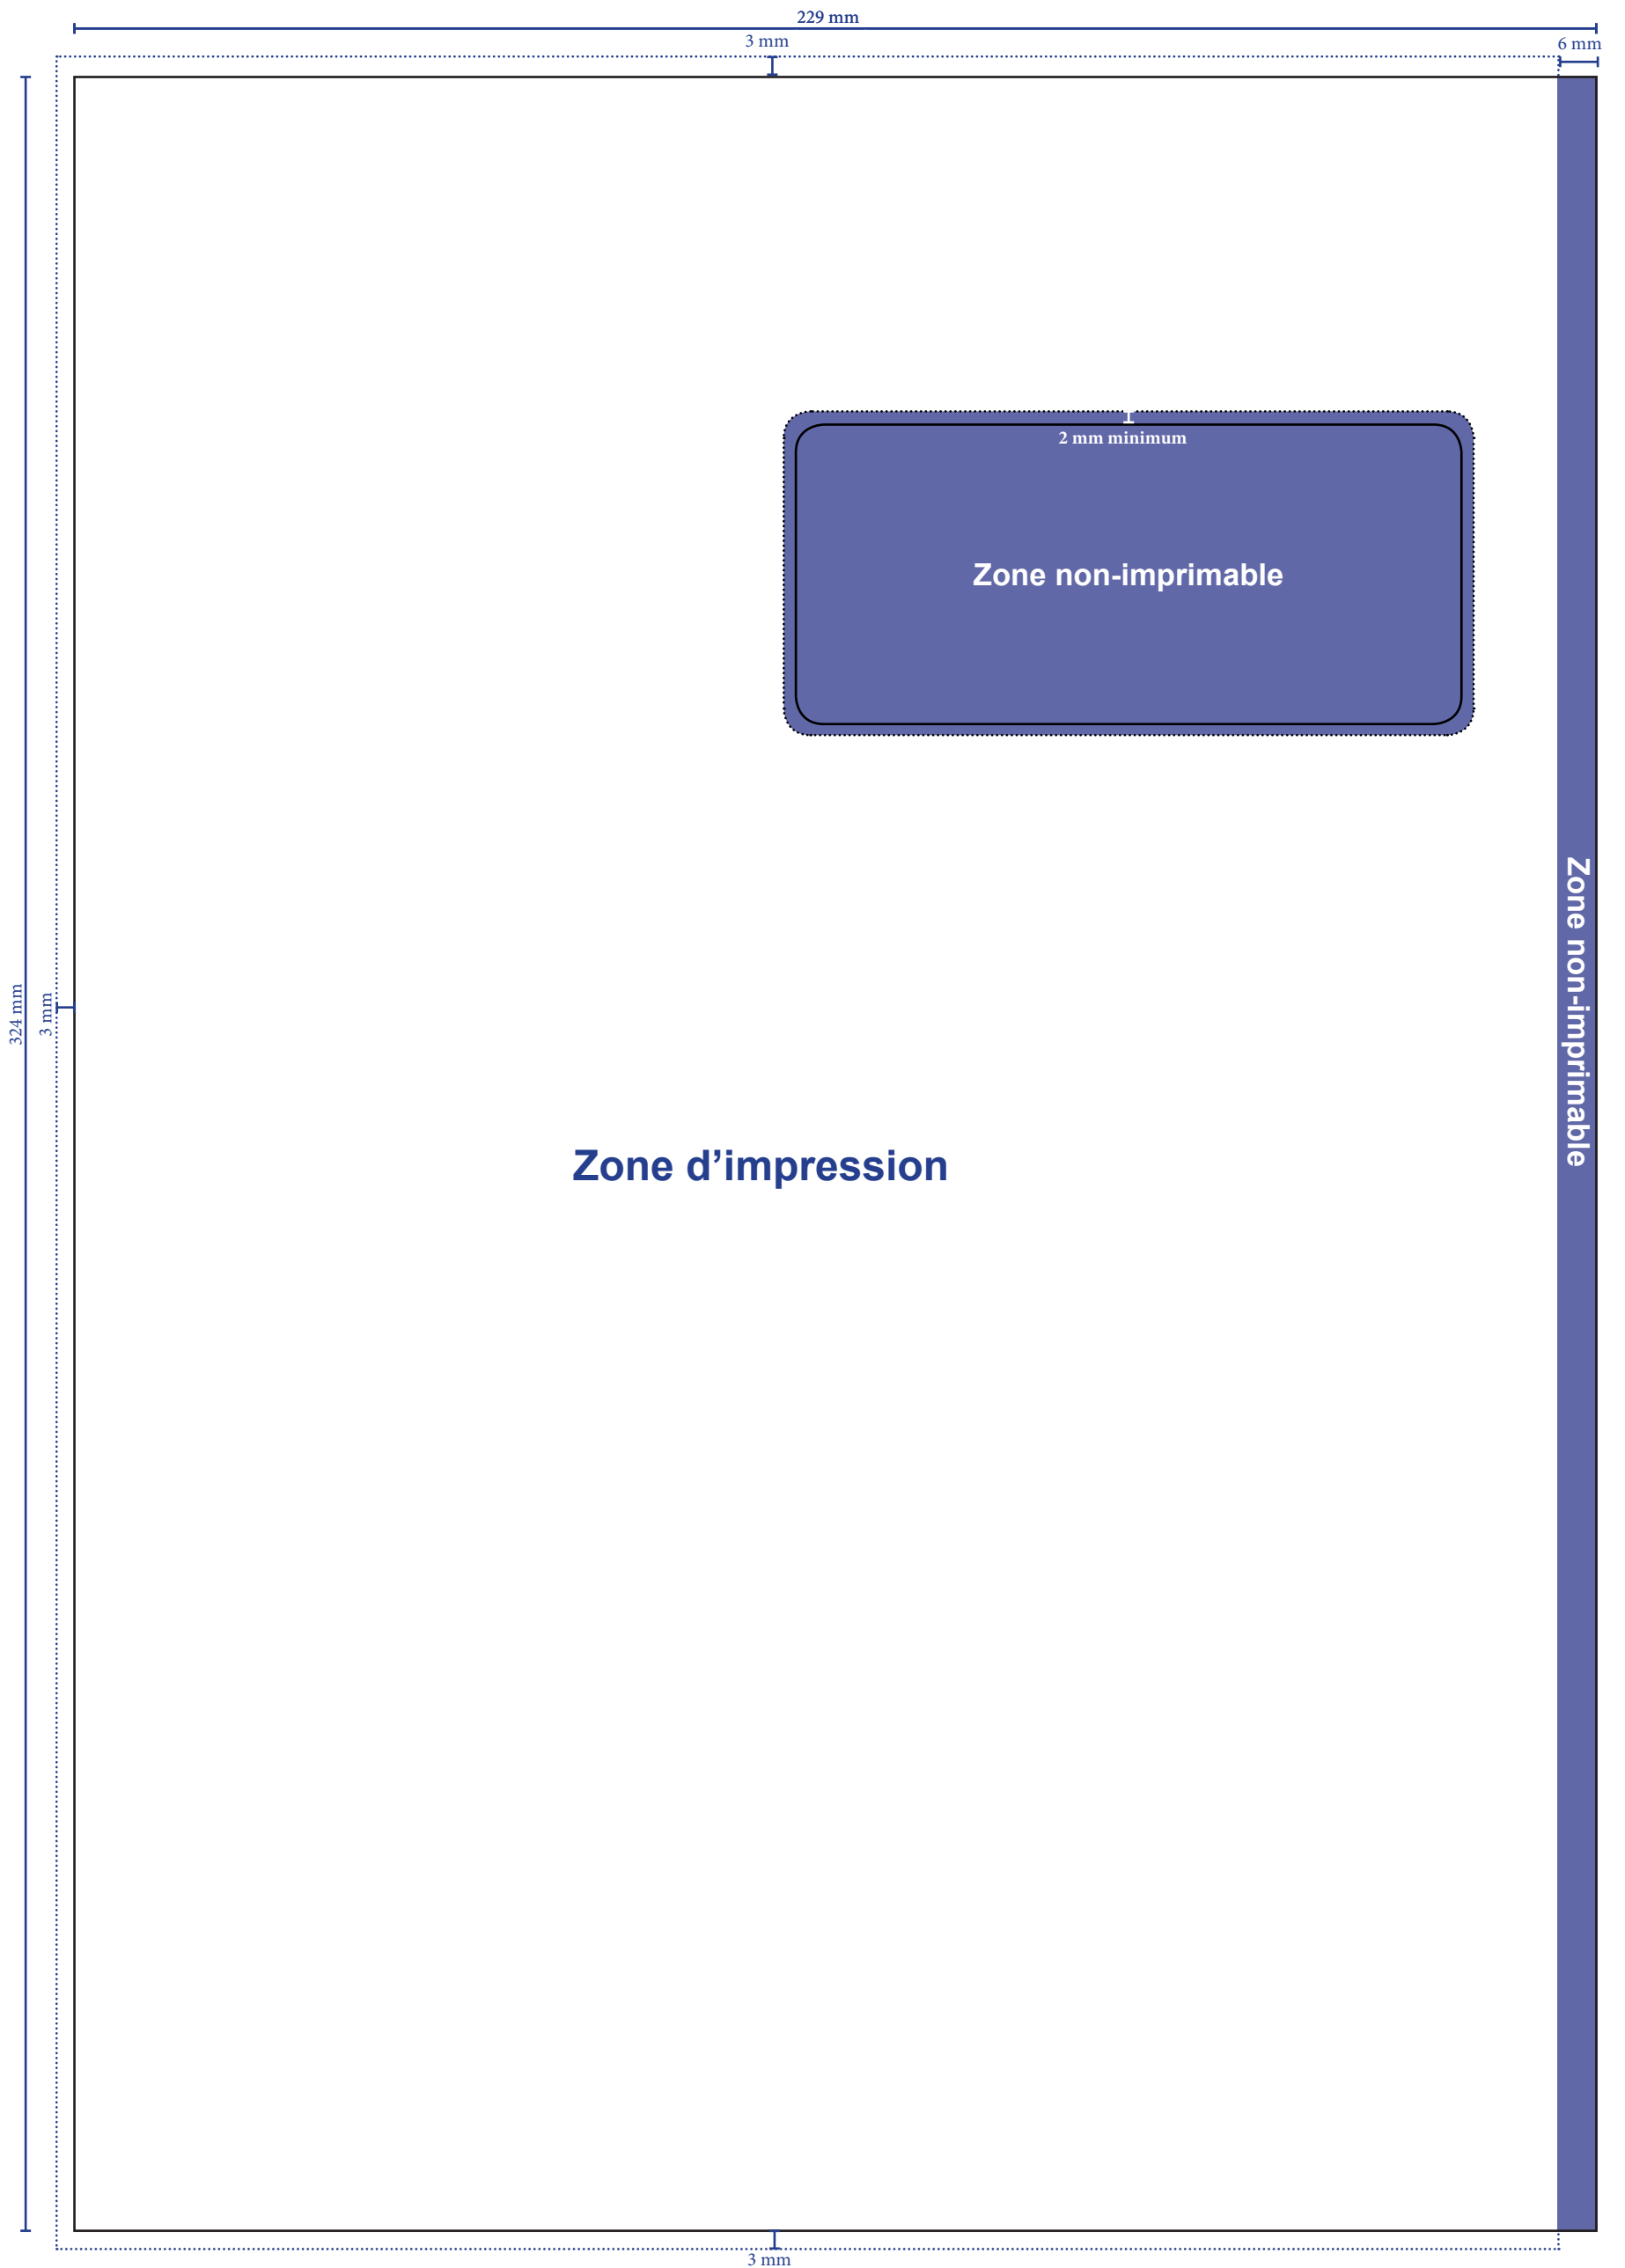 229 mm
3 mm
6 mm
2 mm minimum
Zone non-imprimable
Zone non-imprimable
324 mm
3 mm
Zone d’impression
3 mm